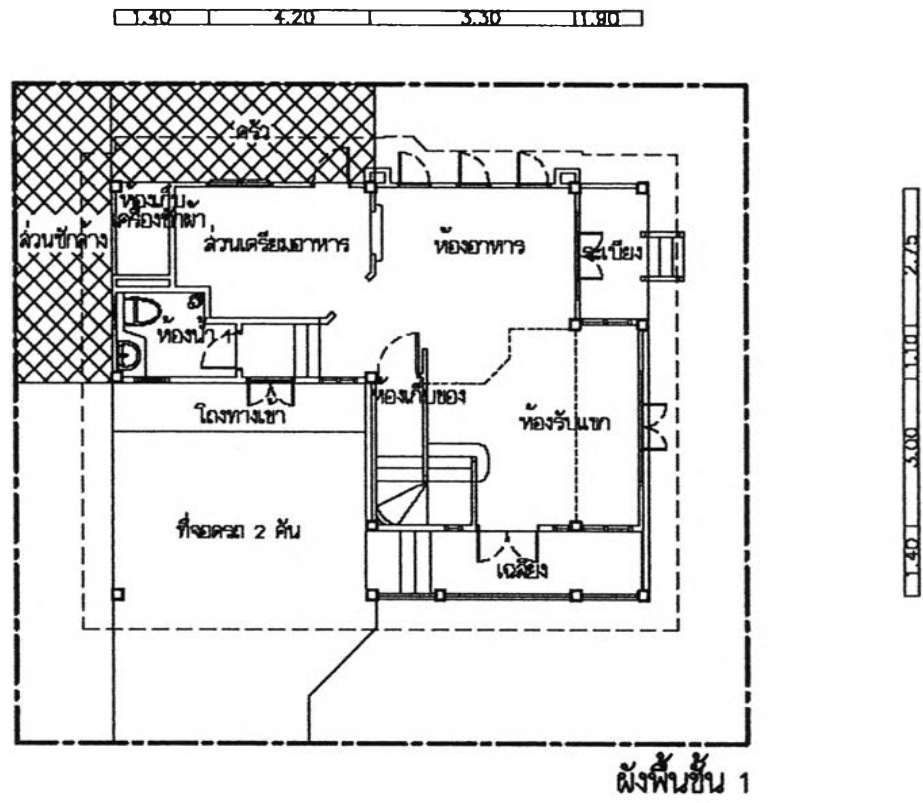 1.40 4.20 3.30 1.90
ครัว
ห้องเก็บ
เครื่องซักผ้า
ส่วนซักล้าง
ส่วนเตรียมอาหาร
ห้องอาหาร
ระเบียง
ห้องน้ำ 1
ห้องเก็บของ
โถงทางเข้า
ห้องรับแขก
ที่จอดรถ 2 คัน
เฉลียง
2.75
1.10
3.00
1.40
ผังพื้นชั้น 1